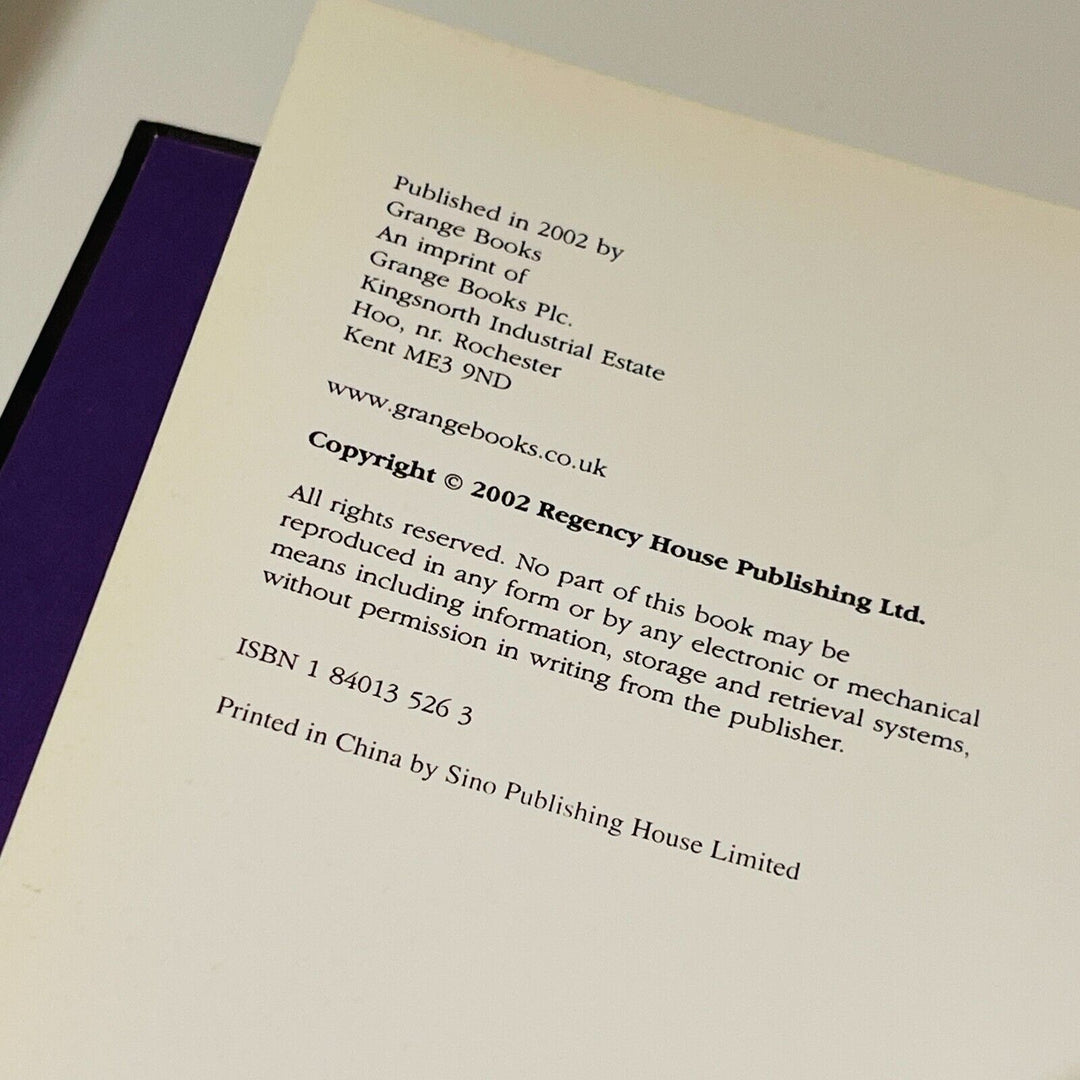 Published in 2002 by
Grange Books
An imprint of
Grange Books Plc.
Kingsnorth Industrial Estate
Hoo, nr. Rochester
Kent ME3 9ND
www.grangebooks.co.uk
Copyright © 2002 Regency House Publishing Ltd.
All rights reserved. No part of this book may be
reproduced in any form or by any electronic or mechanical
means including information, storage and retrieval systems,
without permission in writing from the publisher.
ISBN 1 84013 526 3
Printed in China by Sino Publishing House Limited